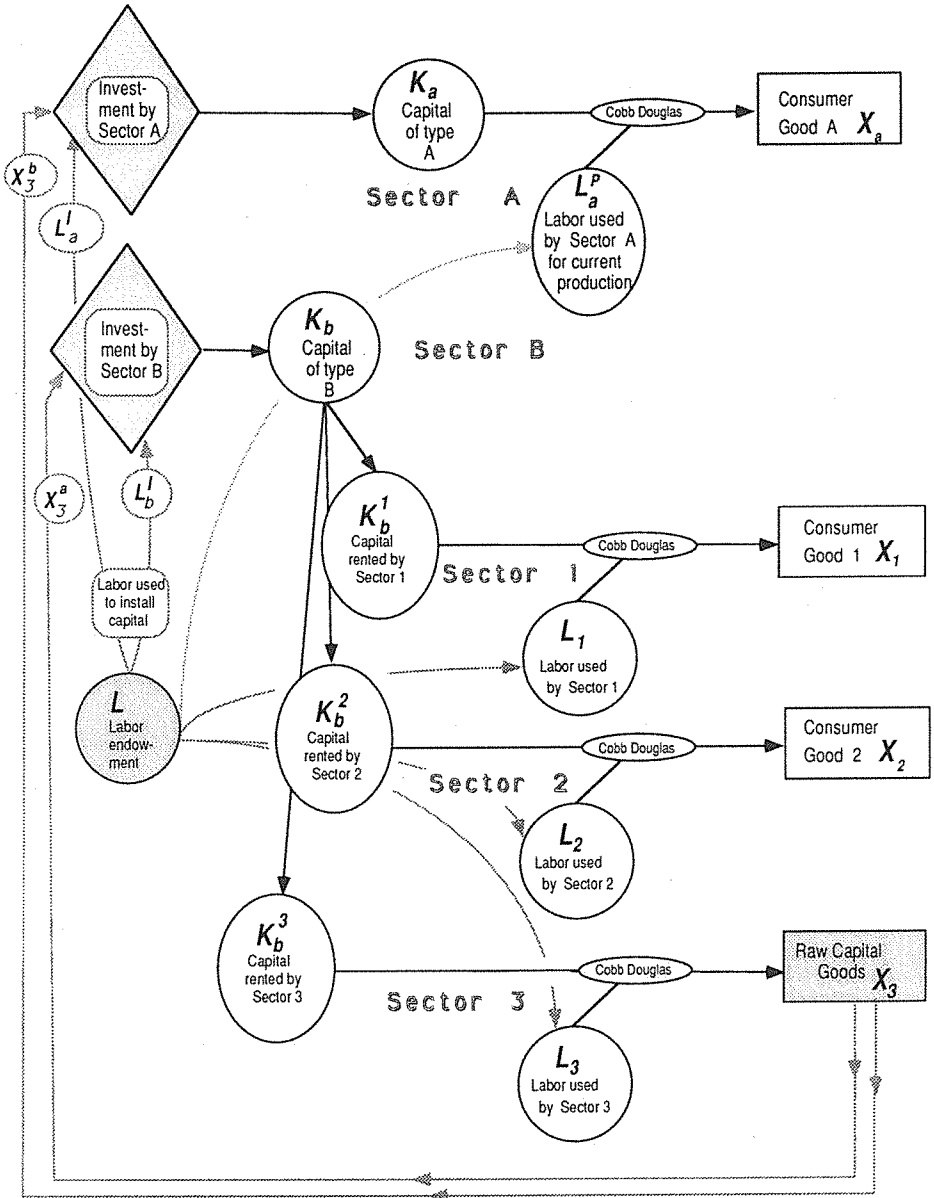 Invest-
ment by
Sector A
K_a
Capital
of type
A
Cobb Douglas
Consumer
Good A X_a
X_3^b
Sector A
L_a^P
Labor used
by Sector A
for current
production
L_a^I
Invest-
ment by
Sector B
K_b
Capital
of type
B
Sector B
X_3^a
L_b^I
K_b^1
Capital
rented by
Sector 1
Cobb Douglas
Consumer
Good 1 X_1
Sector 1
Labor used
to install
capital
L_1
Labor used
by Sector 1
L
Labor
endow-
ment
K_b^2
Capital
rented by
Sector 2
Cobb Douglas
Consumer
Good 2 X_2
Sector 2
L_2
Labor used
by Sector 2
K_b^3
Capital
rented by
Sector 3
Cobb Douglas
Raw Capital
Goods X_3
Sector 3
L_3
Labor used
by Sector 3